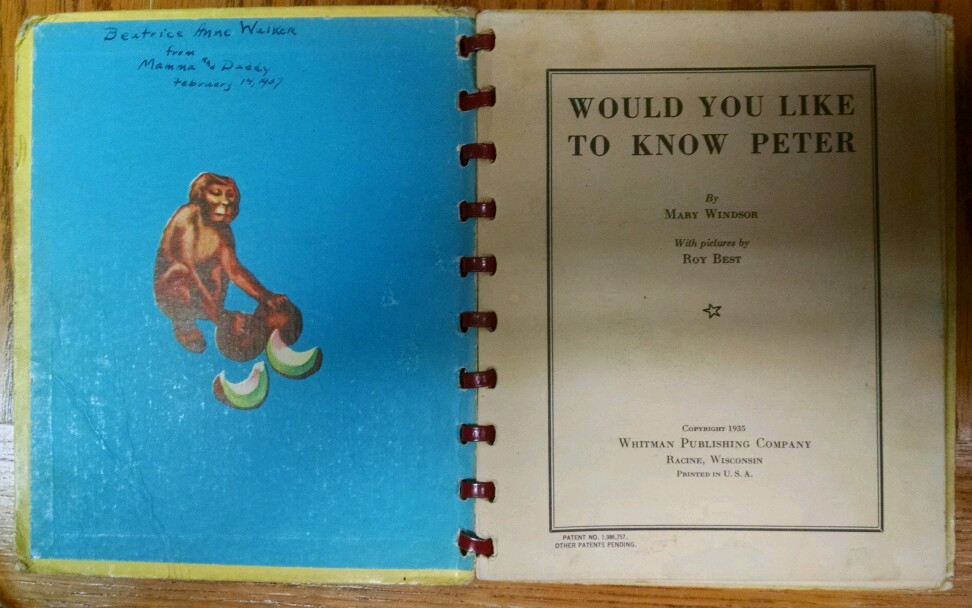 Beatrice Anne Walker
from
Mamma and Daddy
February 14, 1937
WOULD YOU LIKE
TO KNOW PETER
By
MARY WINDSOR
With pictures by
ROY BEST
COPYRIGHT 1935
WHITMAN PUBLISHING COMPANY
RACINE, WISCONSIN
PRINTED IN U. S. A.
PATENT NO. 1,986,757.
OTHER PATENTS PENDING.